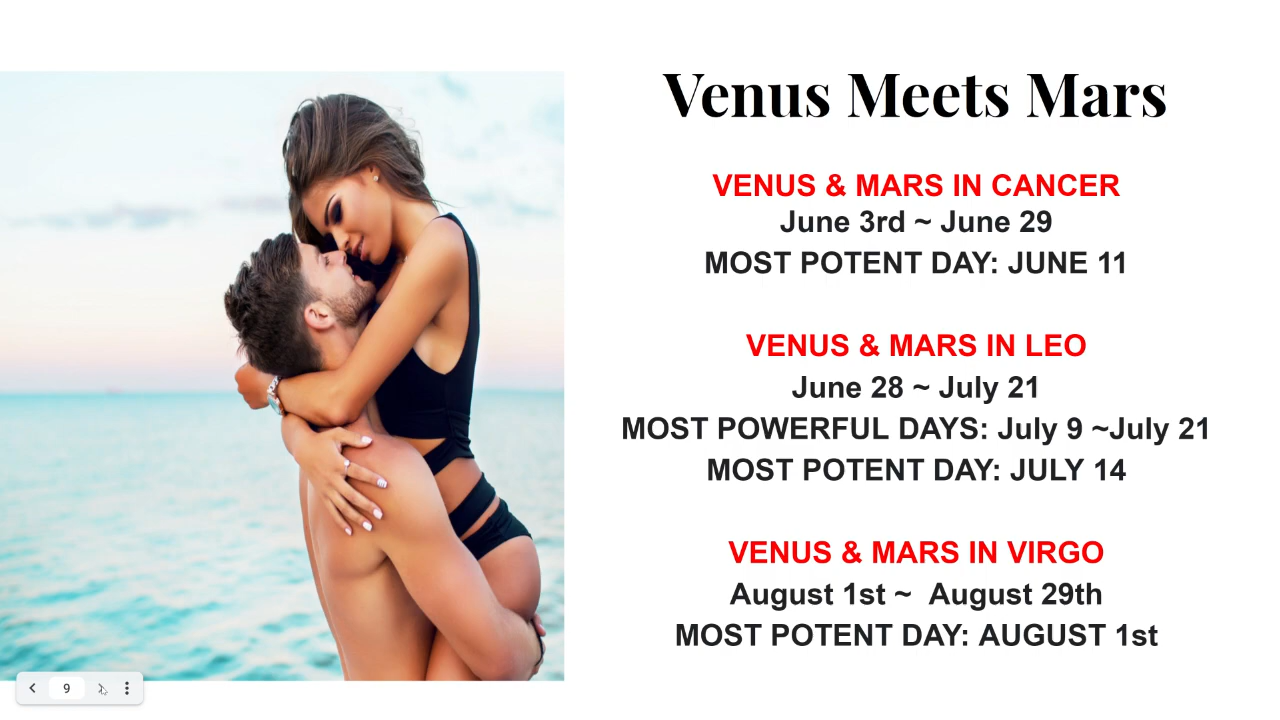 Venus Meets Mars
VENUS & MARS IN CANCER
June 3rd ~ June 29
MOST POTENT DAY: JUNE 11
VENUS & MARS IN LEO
June 28 ~ July 21
MOST POWERFUL DAYS: July 9 ~July 21
MOST POTENT DAY: JULY 14
VENUS & MARS IN VIRGO
August 1st ~  August 29th
MOST POTENT DAY: AUGUST 1st
9